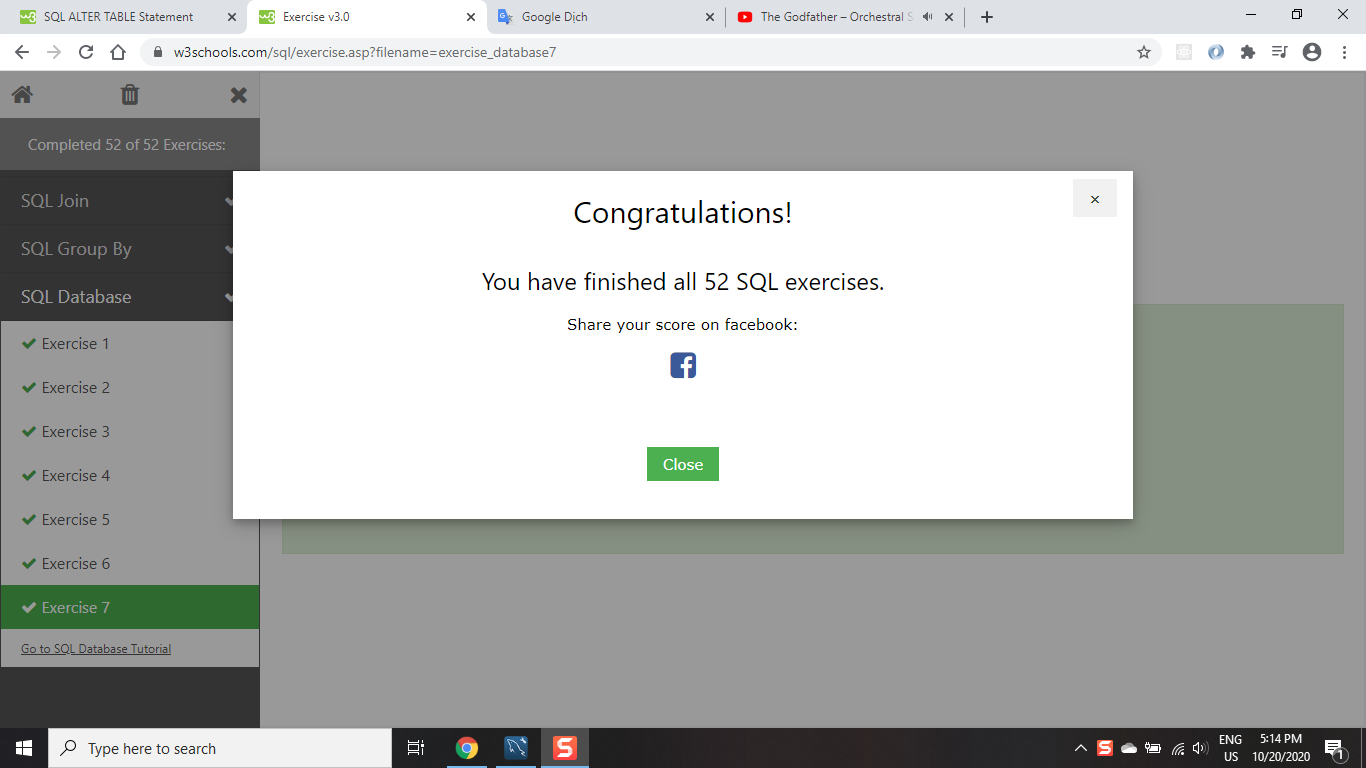 SQL ALTER TABLE Statement
Exercise v3.0
Google Dịch
The Godfather – Orchestral S
w3schools.com/sql/exercise.asp?filename=exercise_database7
Completed 52 of 52 Exercises:
SQL Join
SQL Group By
SQL Database
Exercise 1
Exercise 2
Exercise 3
Exercise 4
Exercise 5
Exercise 6
Exercise 7
Go to SQL Database Tutorial
Congratulations!
×
You have finished all 52 SQL exercises.
Share your score on facebook:
Close
Type here to search
ENG
US
5:14 PM
10/20/2020
1